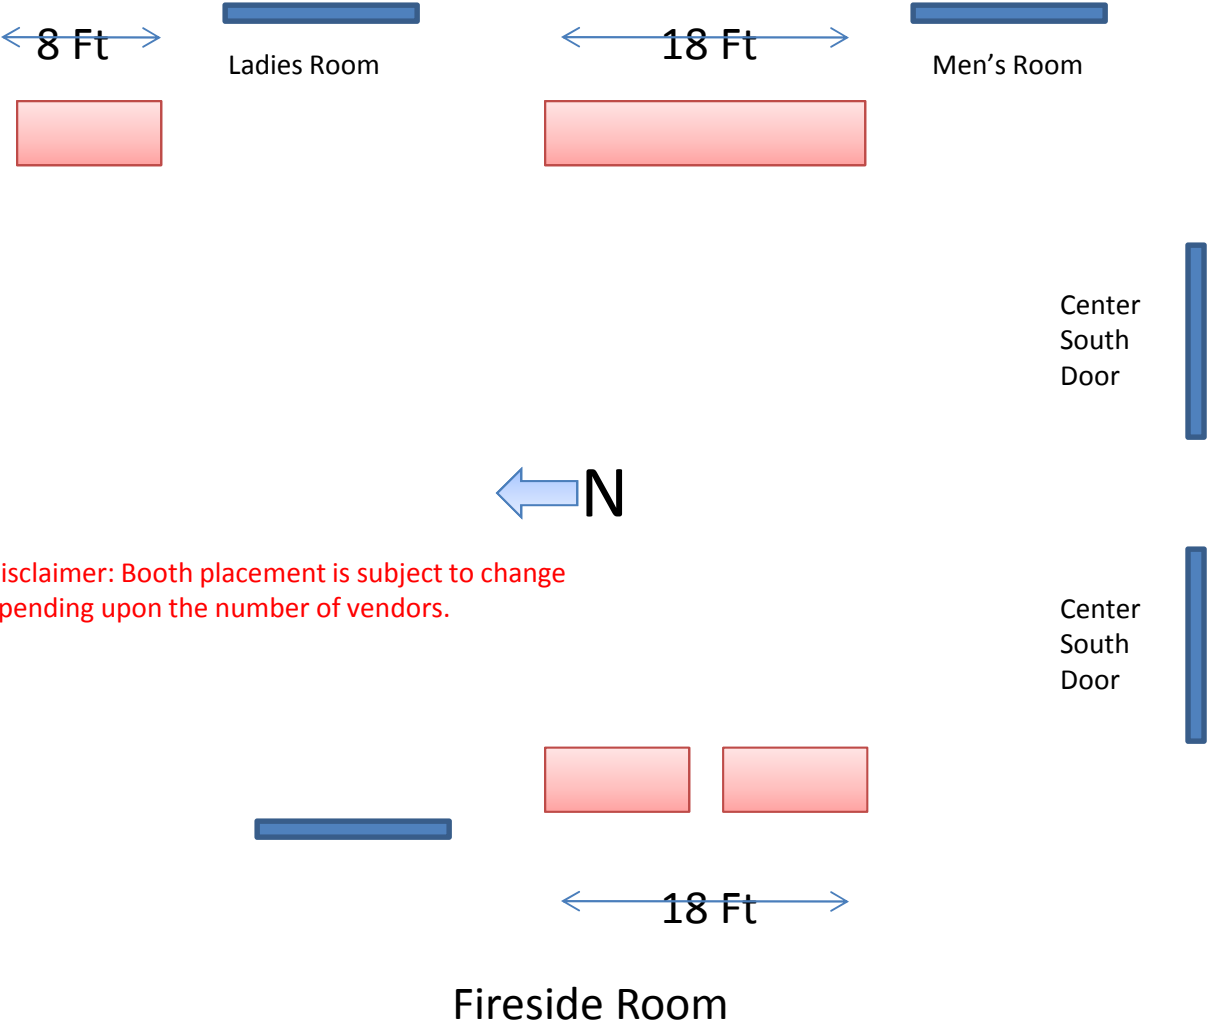 8 Ft
18 Ft
Ladies Room
Men’s Room
Center
South
Door
N
isclaimer: Booth placement is subject to change
pending upon the number of vendors.
Center
South
Door
18 Ft
Fireside Room